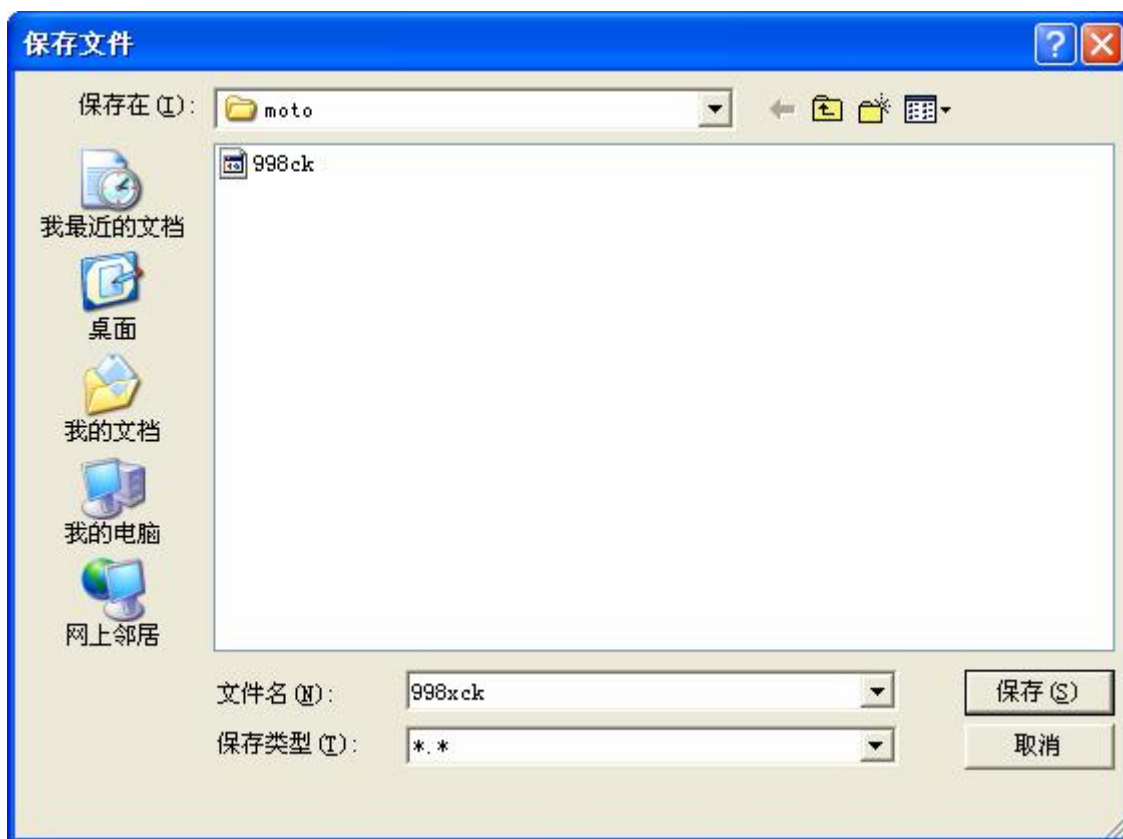 保存文件
保存在(I):
moto
998ck
我最近的文档
桌面
我的文档
我的电脑
网上邻居
文件名(N):
998xck
保存(S)
保存类型(T):
*.*
取消